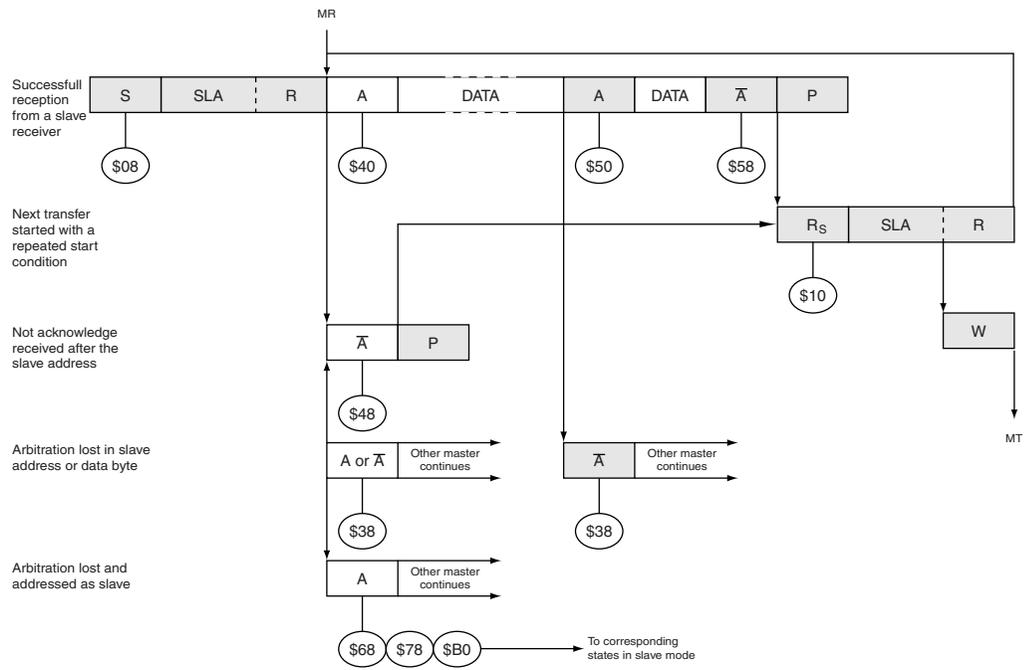 MR
Successfull
reception
from a slave
receiver
S SLA R A DATA A DATA A̅ P
$08 $40 $50 $58
Next transfer
started with a
repeated start
condition
RS SLA R
$10
Not acknowledge
received after the
slave address
A̅ P
W
$48
MT
Arbitration lost in slave
address or data byte
A or A̅
Other master
continues
A̅
Other master
continues
$38 $38
Arbitration lost and
addressed as slave
A
Other master
continues
$68 $78 $B0
To corresponding
states in slave mode